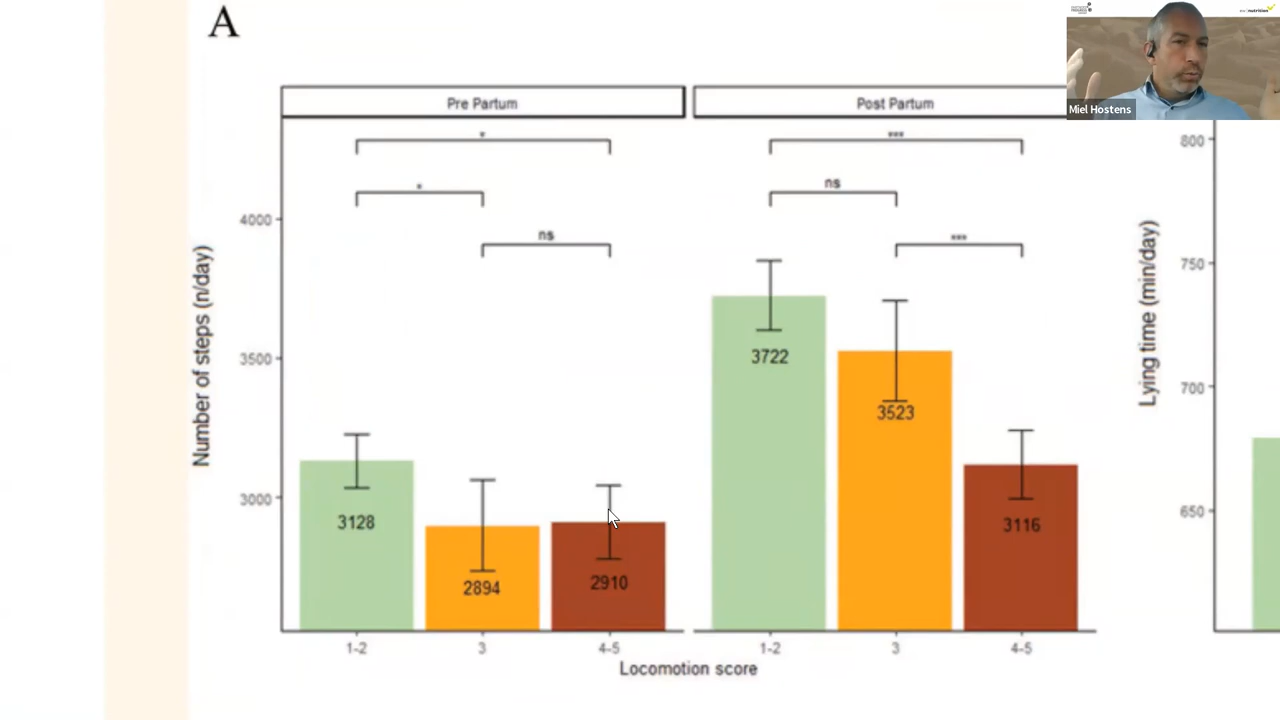 A
Miel Hostens
Pre Partum
Post Partum
*
***
*
ns
ns
***
4000
3500
3000
Number of steps (n/day)
3128
2894
2910
3722
3523
3116
1-2
3
4-5
1-2
3
4-5
Locomotion score
800
750
700
650
Lying time (min/day)